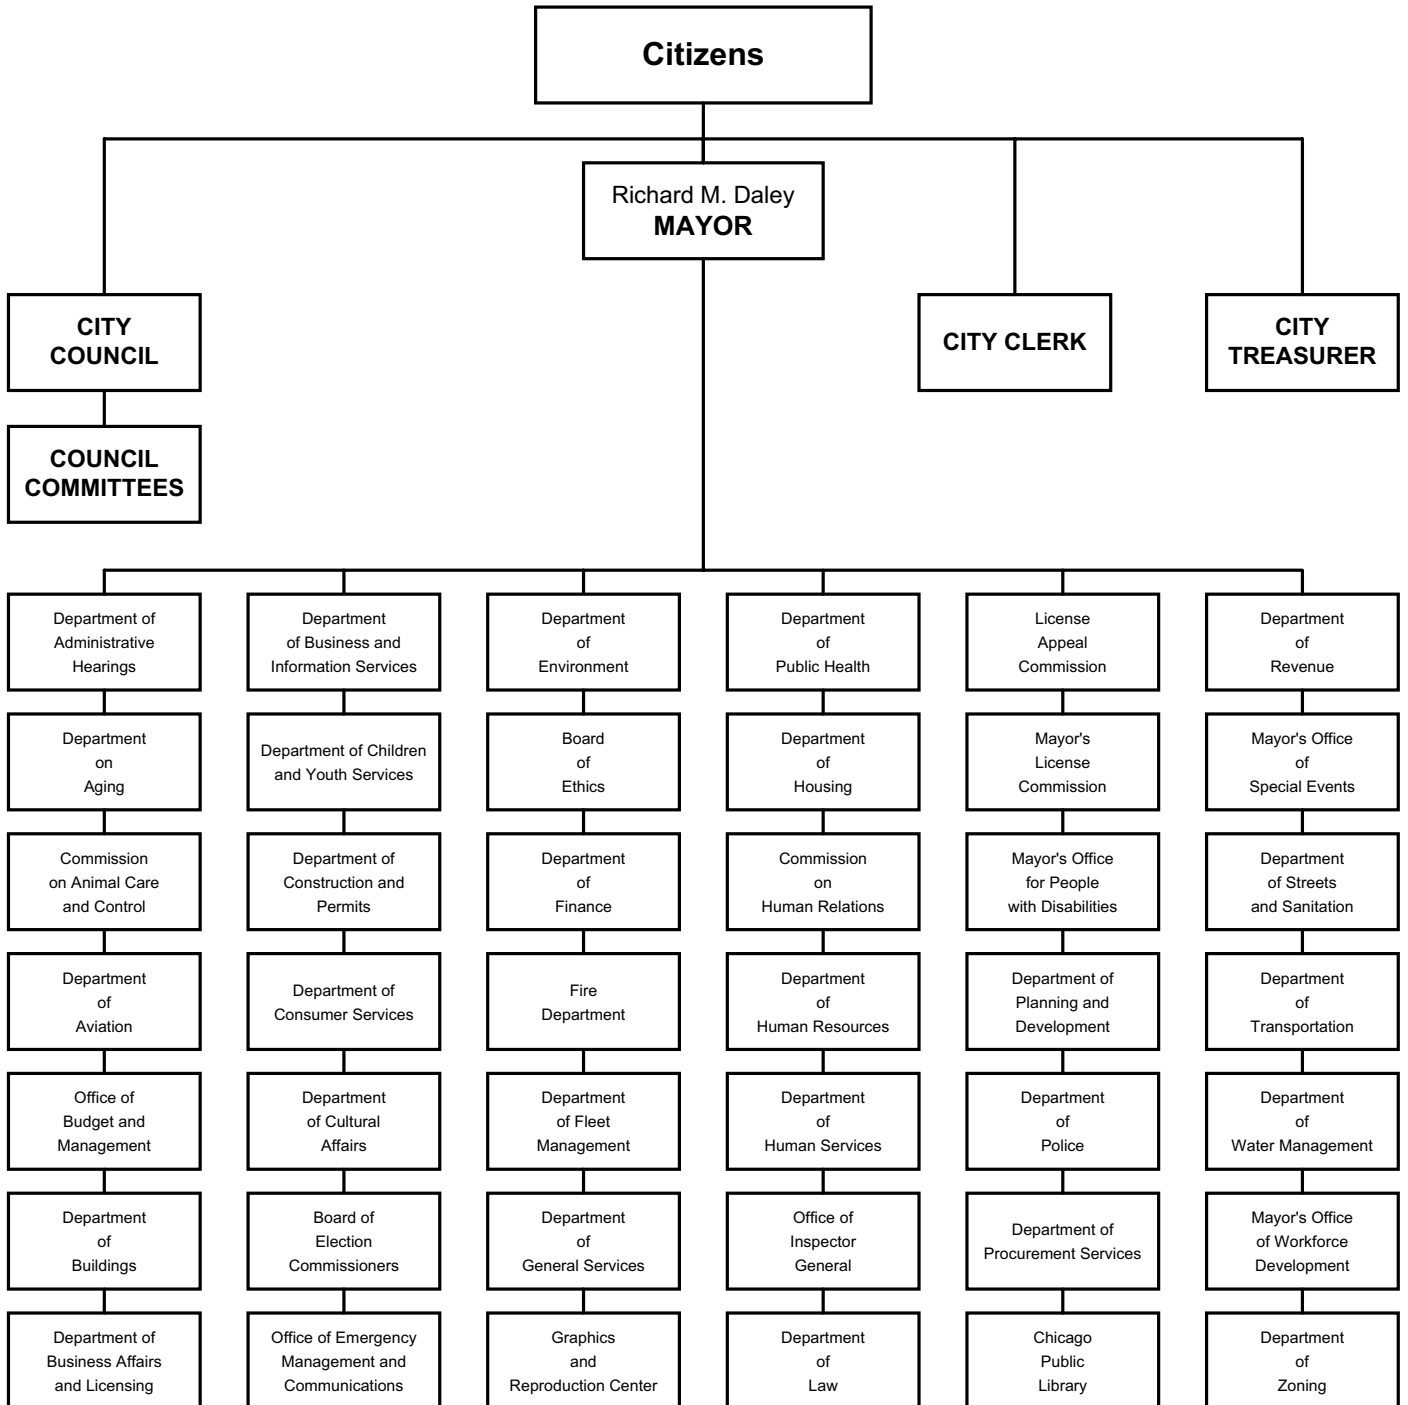 Citizens
Richard M. Daley
MAYOR
CITY
COUNCIL
CITY CLERK
CITY
TREASURER
COUNCIL
COMMITTEES
Department of
Administrative
Hearings
Department
of Business and
Information Services
Department
of
Environment
Department
of
Public Health
License
Appeal
Commission
Department
of
Revenue
Department
on
Aging
Department of Children
and Youth Services
Board
of
Ethics
Department
of
Housing
Mayor's
License
Commission
Mayor's Office
of
Special Events
Commission
on Animal Care
and Control
Department of
Construction and
Permits
Department
of
Finance
Commission
on
Human Relations
Mayor's Office
for People
with Disabilities
Department
of Streets
and Sanitation
Department
of
Aviation
Department of
Consumer Services
Fire
Department
Department
of
Human Resources
Department of
Planning and
Development
Department
of
Transportation
Office of
Budget and
Management
Department
of Cultural
Affairs
Department
of Fleet
Management
Department
of
Human Services
Department
of
Police
Department
of
Water Management
Department
of
Buildings
Board of
Election
Commissioners
Department
of
General Services
Office of
Inspector
General
Department of
Procurement Services
Mayor's Office
of Workforce
Development
Department of
Business Affairs
and Licensing
Office of Emergency
Management and
Communications
Graphics
and
Reproduction Center
Department
of
Law
Chicago
Public
Library
Department
of
Zoning